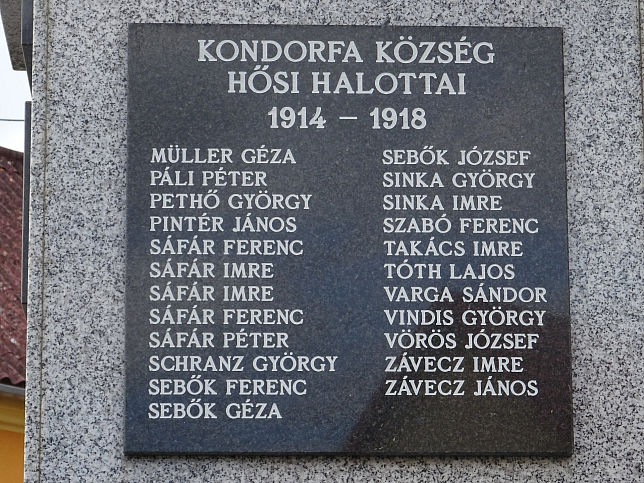 KONDORFA KÖZSÉG
HŐSI HALOTTAI
1914 – 1918
MÜLLER GÉZA
PÁLI PÉTER
PETHŐ GYÖRGY
PINTÉR JÁNOS
SÁFÁR FERENC
SÁFÁR IMRE
SÁFÁR IMRE
SÁFÁR FERENC
SÁFÁR PÉTER
SCHRANZ GYÖRGY
SEBŐK FERENC
SEBŐK GÉZA
SEBŐK JÓZSEF
SINKA GYÖRGY
SINKA IMRE
SZABÓ FERENC
TAKÁCS IMRE
TÓTH LAJOS
VARGA SÁNDOR
VINDIS GYÖRGY
VÖRÖS JÓZSEF
ZÁVECZ IMRE
ZÁVECZ JÁNOS